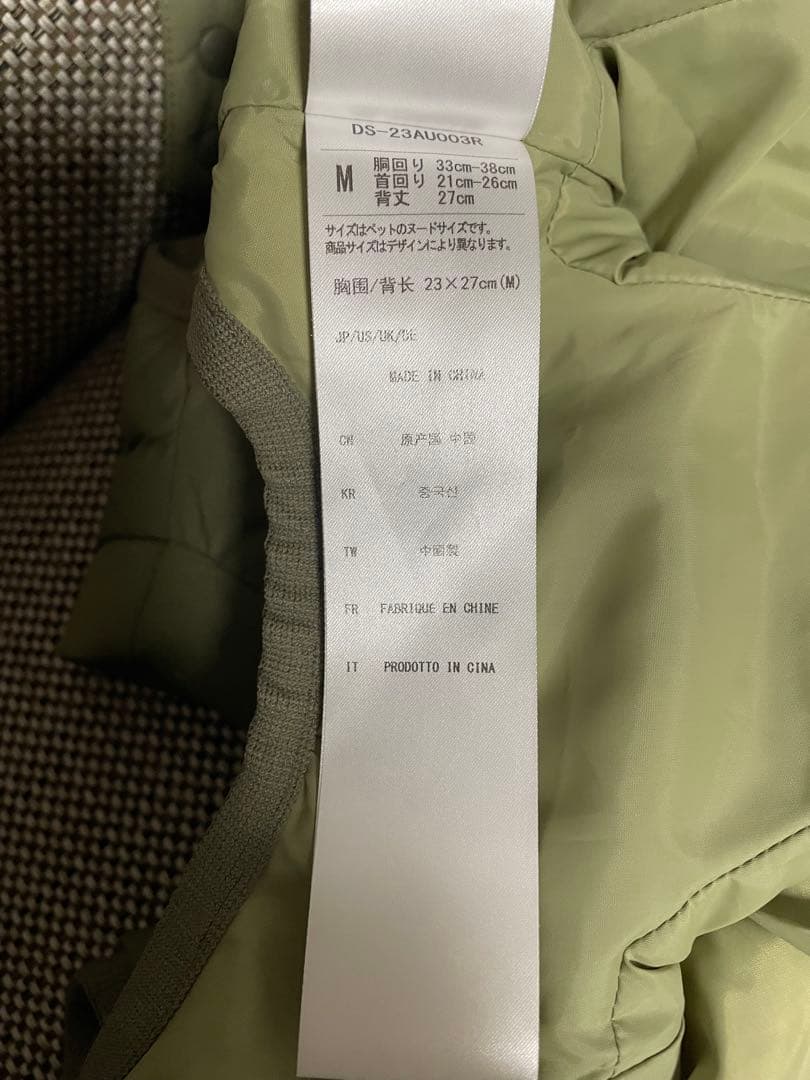 DS-23AU003R
M
胴回り 33cm-38cm
首回り 21cm-26cm
背丈 27cm
サイズはペットのヌードサイズです。
商品サイズはデザインにより異なります。
胸围/背长 23×27cm(M)
JP/US/UK/DE
MADE IN CHINA
CN 原产国 中国
KR 중국산
TW 中國製
FR FABRIQUE EN CHINE
IT PRODOTTO IN CINA